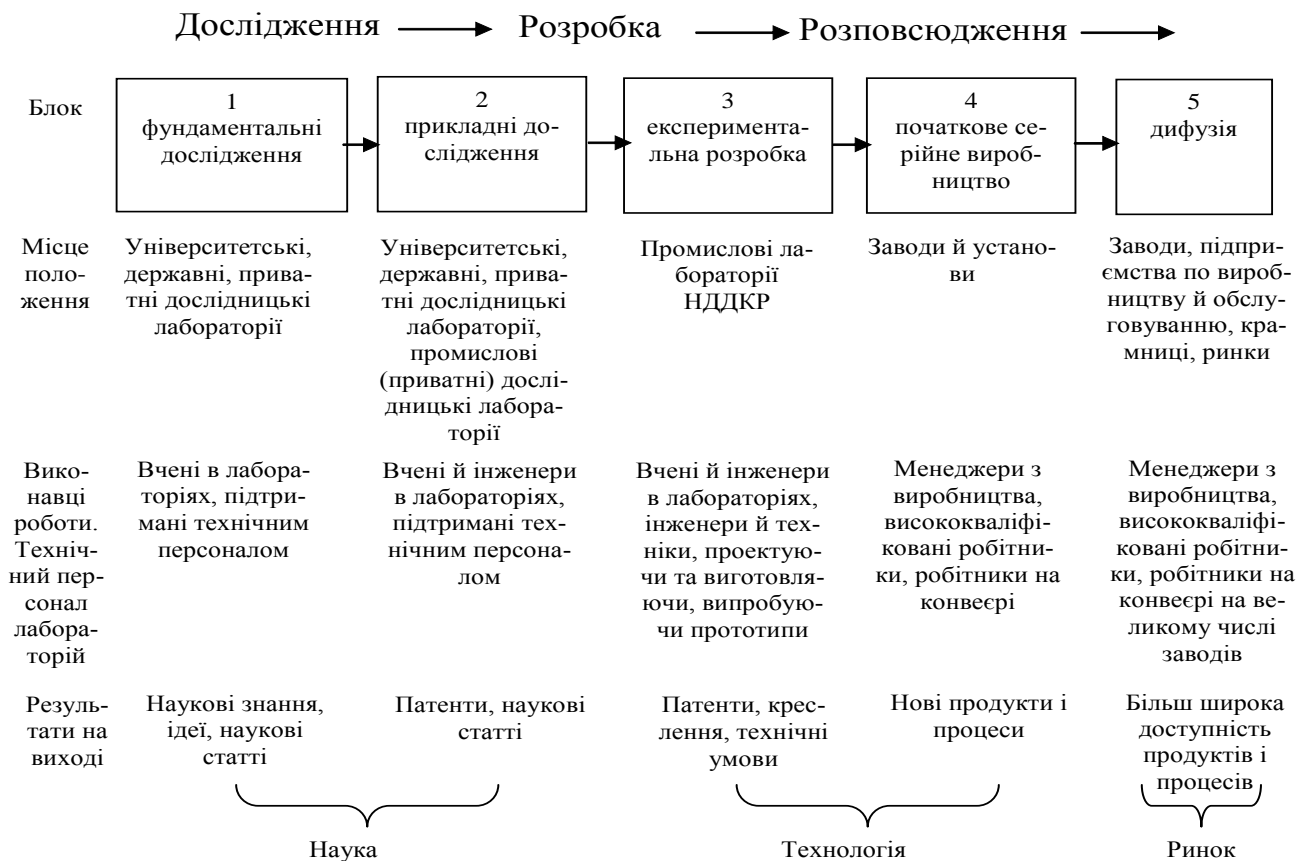 Дослідження Розробка Розповсюдження
Блок
1
фундаментальні
дослідження
2
прикладні до-
слідження
3
експеримента-
льна розробка
4
початкове се-
рійне вироб-
ництво
5
дифузія
Місце
поло-
ження
Університетські,
державні, прива-
тні дослідницькі
лабораторії
Університетські,
державні, прива-
тні дослідницькі
лабораторії,
промислові
(приватні) дослі-
дницькі лабора-
торії
Промислові ла-
бораторії
НДДКР
Заводи й устано-
ви
Заводи, підпри-
ємства по вироб-
ництву й обслу-
говуванню, кра-
мниці, ринки
Вико-
навці
роботи.
Техніч-
ний пер-
сонал
лабора-
торій
Вчені в лабора-
торіях, підтри-
мані технічним
персоналом
Вчені й інженери
в лабораторіях,
підтримані тех-
нічним персона-
лом
Вчені й інженери
в лабораторіях,
інженери й тех-
ніки, проектую-
чи та виготовля-
ючи, випробую-
чи прототипи
Менеджери з
виробництва,
висококваліфі-
ковані робітни-
ки, робітники на
конвеєрі
Менеджери з
виробництва,
висококваліфі-
ковані робітни-
ки, робітники на
конвеєрі на ве-
ликому числі
заводів
Резуль-
тати на
виході
Наукові знання,
ідеї, наукові
статті
Патенти, наукові
статті
Патенти, крес-
лення, технічні
умови
Нові продукти і
процеси
Більш широка
доступність
продуктів і
процесів
Наука
Технологія
Ринок